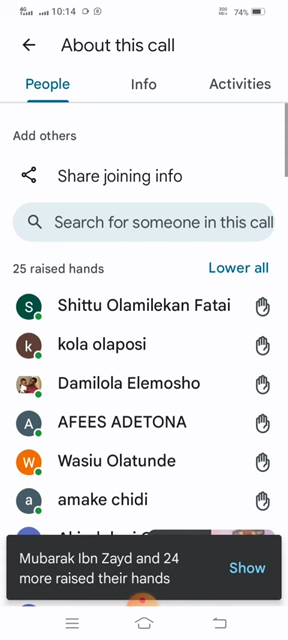 4G 10:14 74%
About this call
People Info Activities
Add others
Share joining info
Search for someone in this call
25 raised hands Lower all
S Shittu Olamilekan Fatai
k kola olaposi
Damilola Elemosho
A AFEES ADETONA
W Wasiu Olatunde
a amake chidi
Mubarak Ibn Zayd and 24
more raised their hands
Show